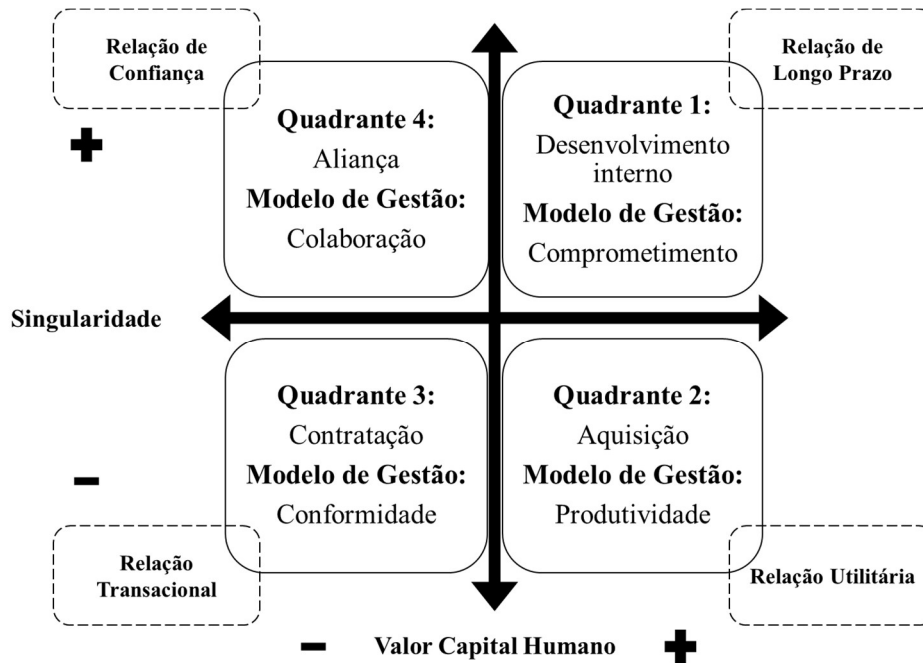 Relação de
Confiança
Relação de
Longo Prazo
+
Quadrante 4:
Aliança
Modelo de Gestão:
Colaboração
Quadrante 1:
Desenvolvimento
interno
Modelo de Gestão:
Comprometimento
Singularidade
Quadrante 3:
Contratação
Modelo de Gestão:
Conformidade
Quadrante 2:
Aquisição
Modelo de Gestão:
Produtividade
-
Relação
Transacional
Relação Utilitária
- Valor Capital Humano +